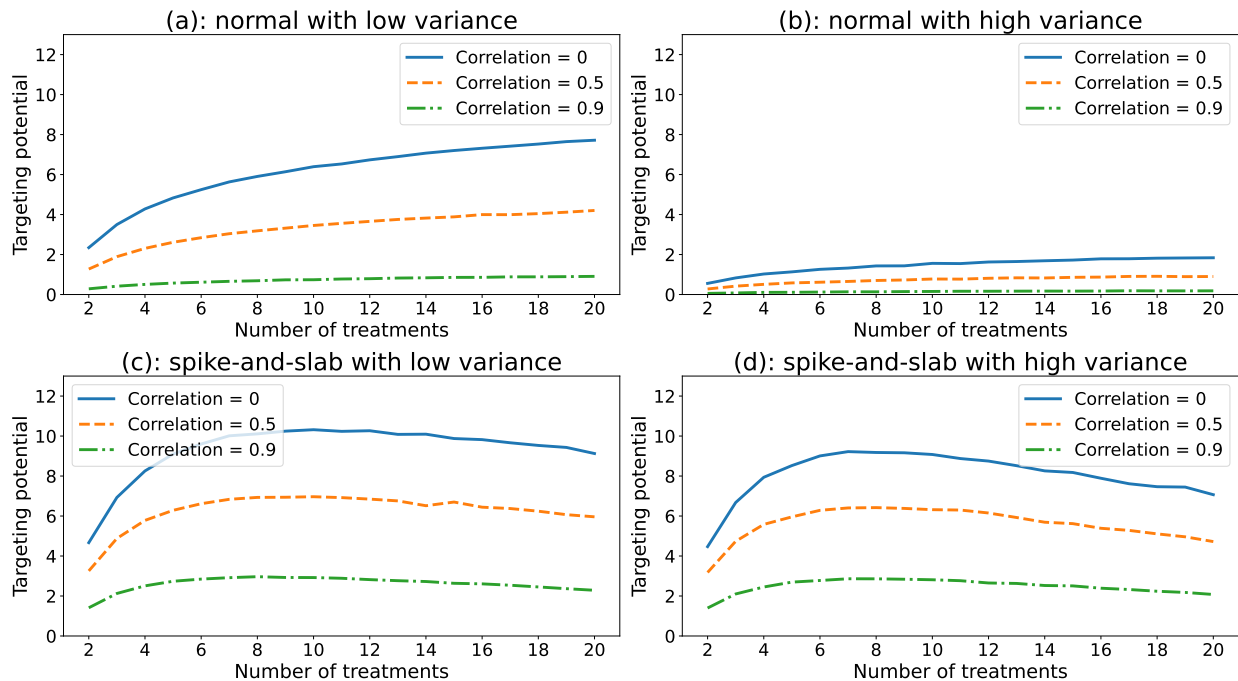 (a): normal with low variance
Targeting potential
12
10
8
6
4
2
0
Correlation = 0
Correlation = 0.5
Correlation = 0.9
2 4 6 8 10 12 14 16 18 20
Number of treatments
(b): normal with high variance
Targeting potential
12
10
8
6
4
2
0
Correlation = 0
Correlation = 0.5
Correlation = 0.9
2 4 6 8 10 12 14 16 18 20
Number of treatments
(c): spike-and-slab with low variance
Targeting potential
12
10
8
6
4
2
0
Correlation = 0
Correlation = 0.5
Correlation = 0.9
2 4 6 8 10 12 14 16 18 20
Number of treatments
(d): spike-and-slab with high variance
Targeting potential
12
10
8
6
4
2
0
Correlation = 0
Correlation = 0.5
Correlation = 0.9
2 4 6 8 10 12 14 16 18 20
Number of treatments